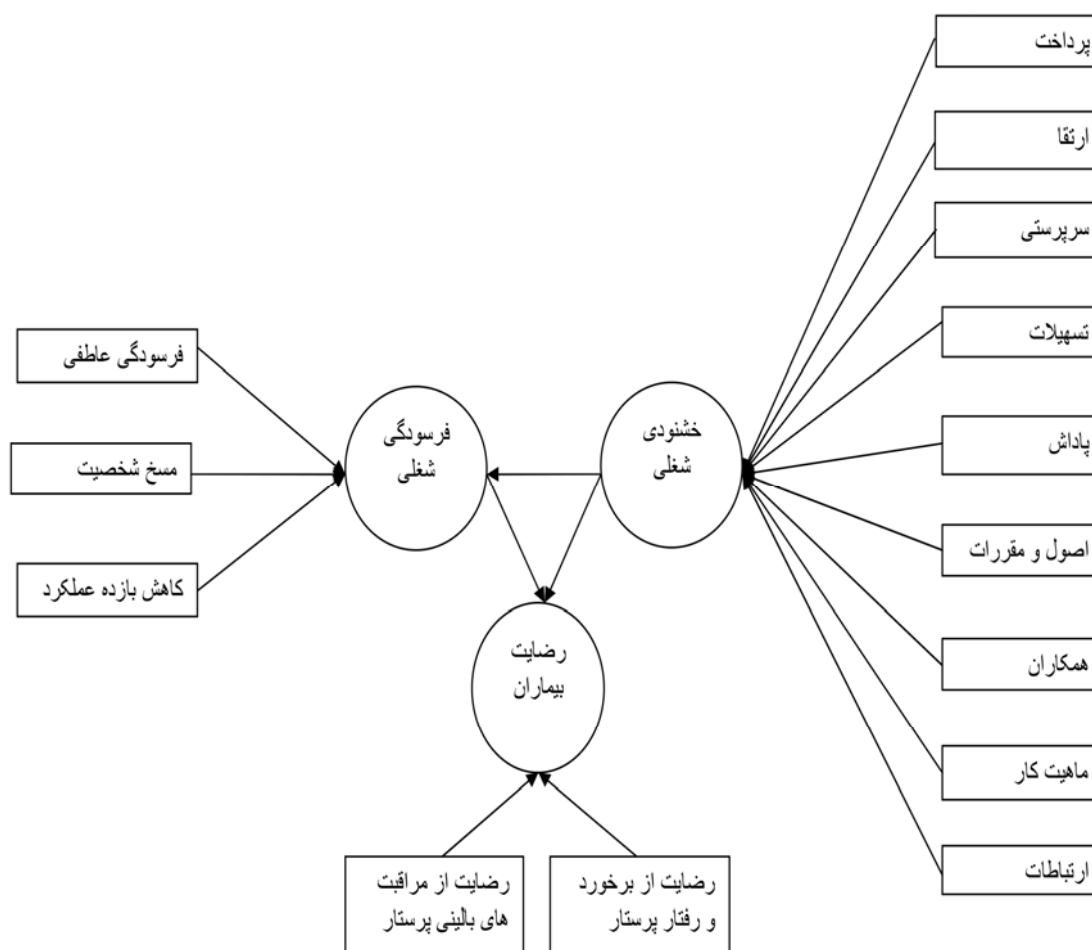 پرداخت
ارتقا
سرپرستی
تسهیلات
پاداش
اصول و مقررات
همکاران
ماهیت کار
ارتباطات
خشنودی
شغلی
فرسودگی
شغلی
رضایت
بیماران
فرسودگی عاطفی
مسخ شخصیت
کاهش بازده عملکرد
رضایت از برخورد
و رفتار پرستار
رضایت از مراقبت
های بالینی پرستار